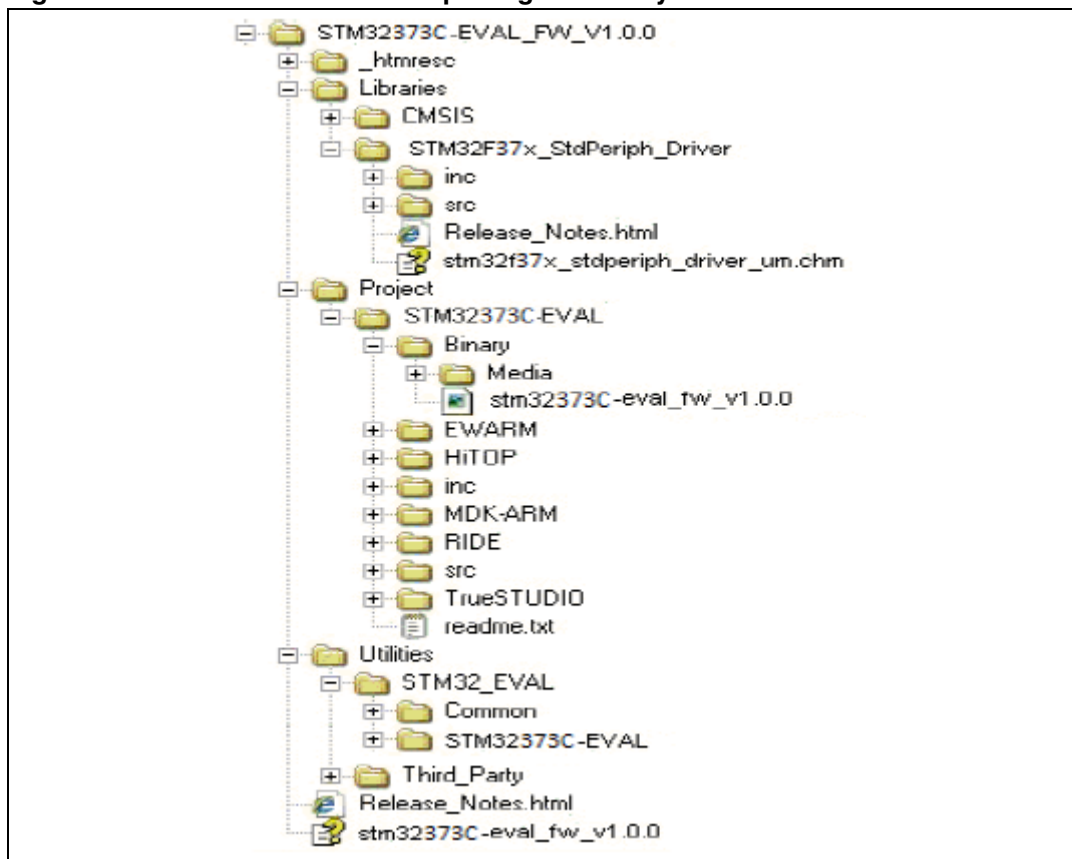 STM32373C-EVAL_FW_V1.0.0
_htmresc
Libraries
CMSIS
STM32F37x_StdPeriph_Driver
inc
src
Release_Notes.html
stm32f37x_stdperiph_driver_um.chm
Project
STM32373C-EVAL
Binary
Media
stm32373C-eval_fw_v1.0.0
EWARM
HiTOP
inc
MDK-ARM
RIDE
src
TrueSTUDIO
readme.txt
Utilities
STM32_EVAL
Common
STM32373C-EVAL
Third_Party
Release_Notes.html
stm32373C-eval_fw_v1.0.0